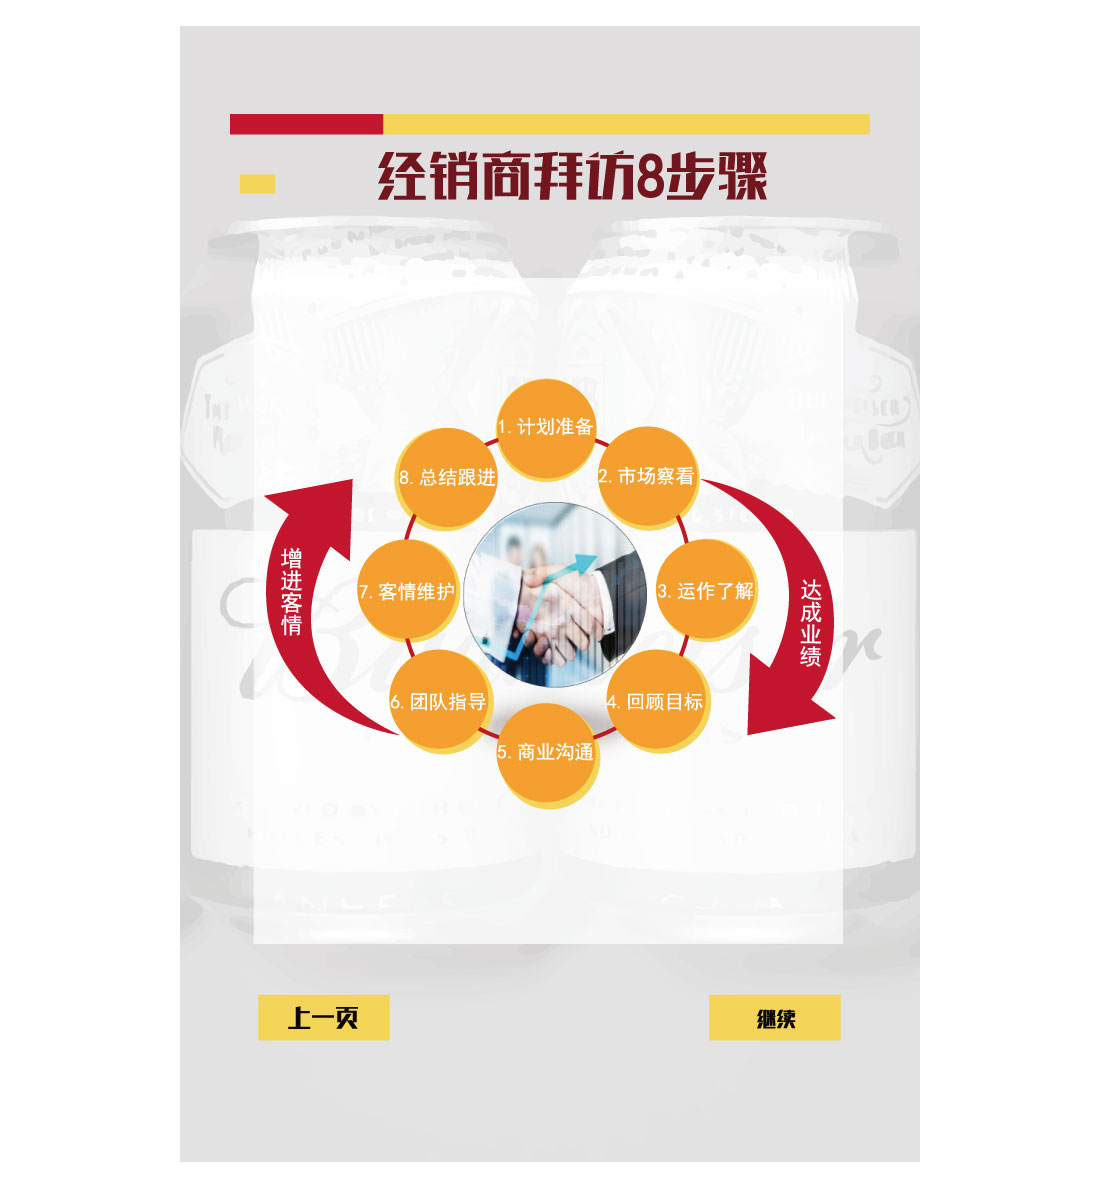 经销商拜访8步骤
1.计划准备
2.市场察看
3.运作了解
4.回顾目标
5.商业沟通
6.团队指导
7.客情维护
8.总结跟进
增进客情
达成业绩
上一页
继续